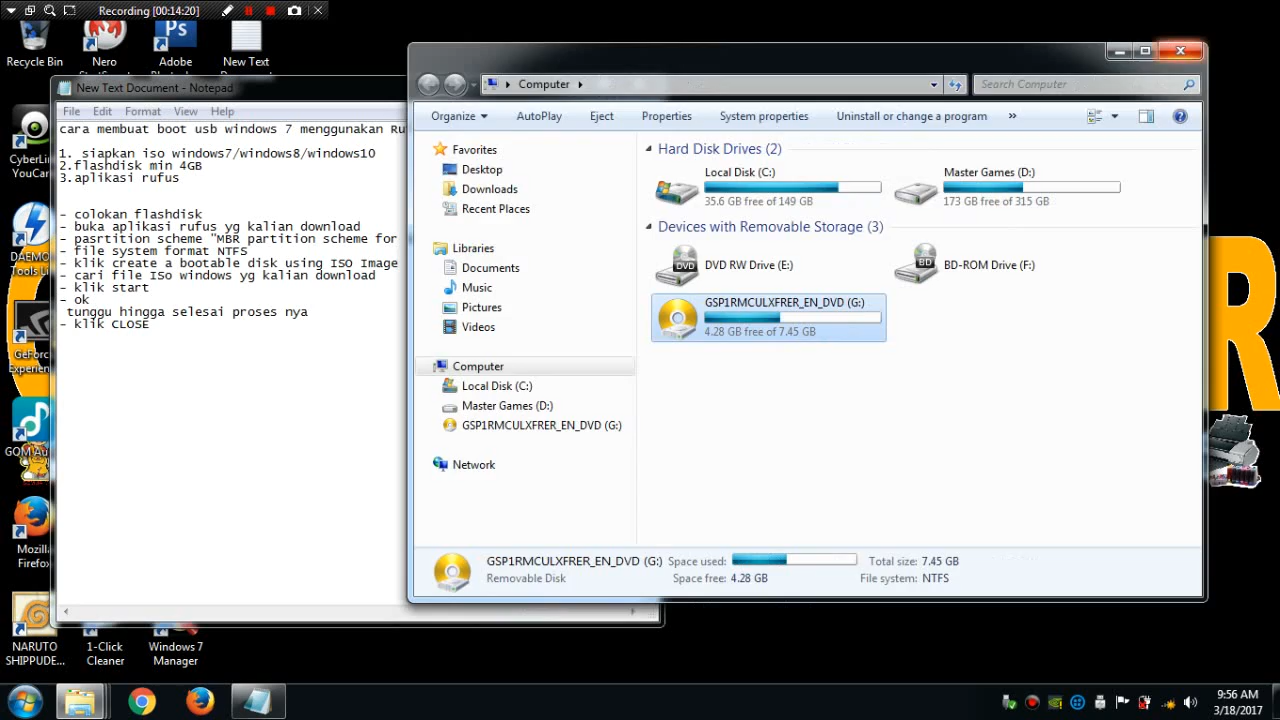 Recording [00:14:20]
Recycle Bin
Nero
Adobe
New Text
New Text Document - Notepad
File Edit Format View Help
cara membuat boot usb windows 7 menggunakan Ru
1. siapkan iso windows7/windows8/windows10
2.flashdisk min 4GB
3.aplikasi rufus
- colokan flashdisk
- buka aplikasi rufus yg kalian download
- pasrtition scheme "MBR partition scheme for
- file system format NTFS
- klik create a bootable disk using ISO Image
- cari file ISO windows yg kalian download
- klik start
- ok
tunggu hingga selesai proses nya
- klik CLOSE
CyberLin
YouCar
DAEMO
Tools Li
GeForc
Experien
GOM Au
Mozill
Firefo
NARUTO
SHIPPUDE...
1-Click
Cleaner
Windows 7
Manager
Computer
Search Computer
Organize AutoPlay Eject Properties System properties Uninstall or change a program »
Favorites
Desktop
Downloads
Recent Places
Libraries
Documents
Music
Pictures
Videos
Computer
Local Disk (C:)
Master Games (D:)
GSP1RMCULXFRER_EN_DVD (G:)
Network
Hard Disk Drives (2)
Local Disk (C:)
35.6 GB free of 149 GB
Master Games (D:)
173 GB free of 315 GB
Devices with Removable Storage (3)
DVD RW Drive (E:)
BD-ROM Drive (F:)
GSP1RMCULXFRER_EN_DVD (G:)
4.28 GB free of 7.45 GB
GSP1RMCULXFRER_EN_DVD (G:) Space used: Total size: 7.45 GB
Removable Disk Space free: 4.28 GB File system: NTFS
9:56 AM
3/18/2017